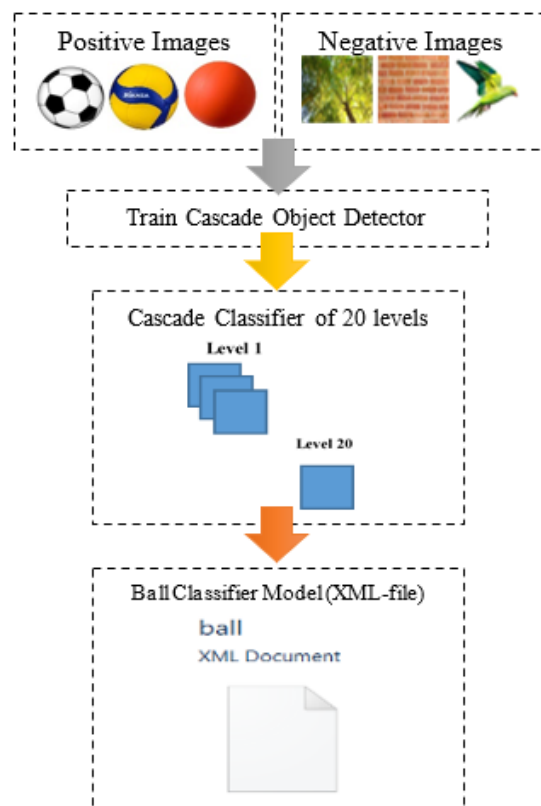 Positive Images
Negative Images
MIKASA
Train Cascade Object Detector
Cascade Classifier of 20 levels
Level 1
Level 20
Ball Classifier Model (XML-file)
ball
XML Document